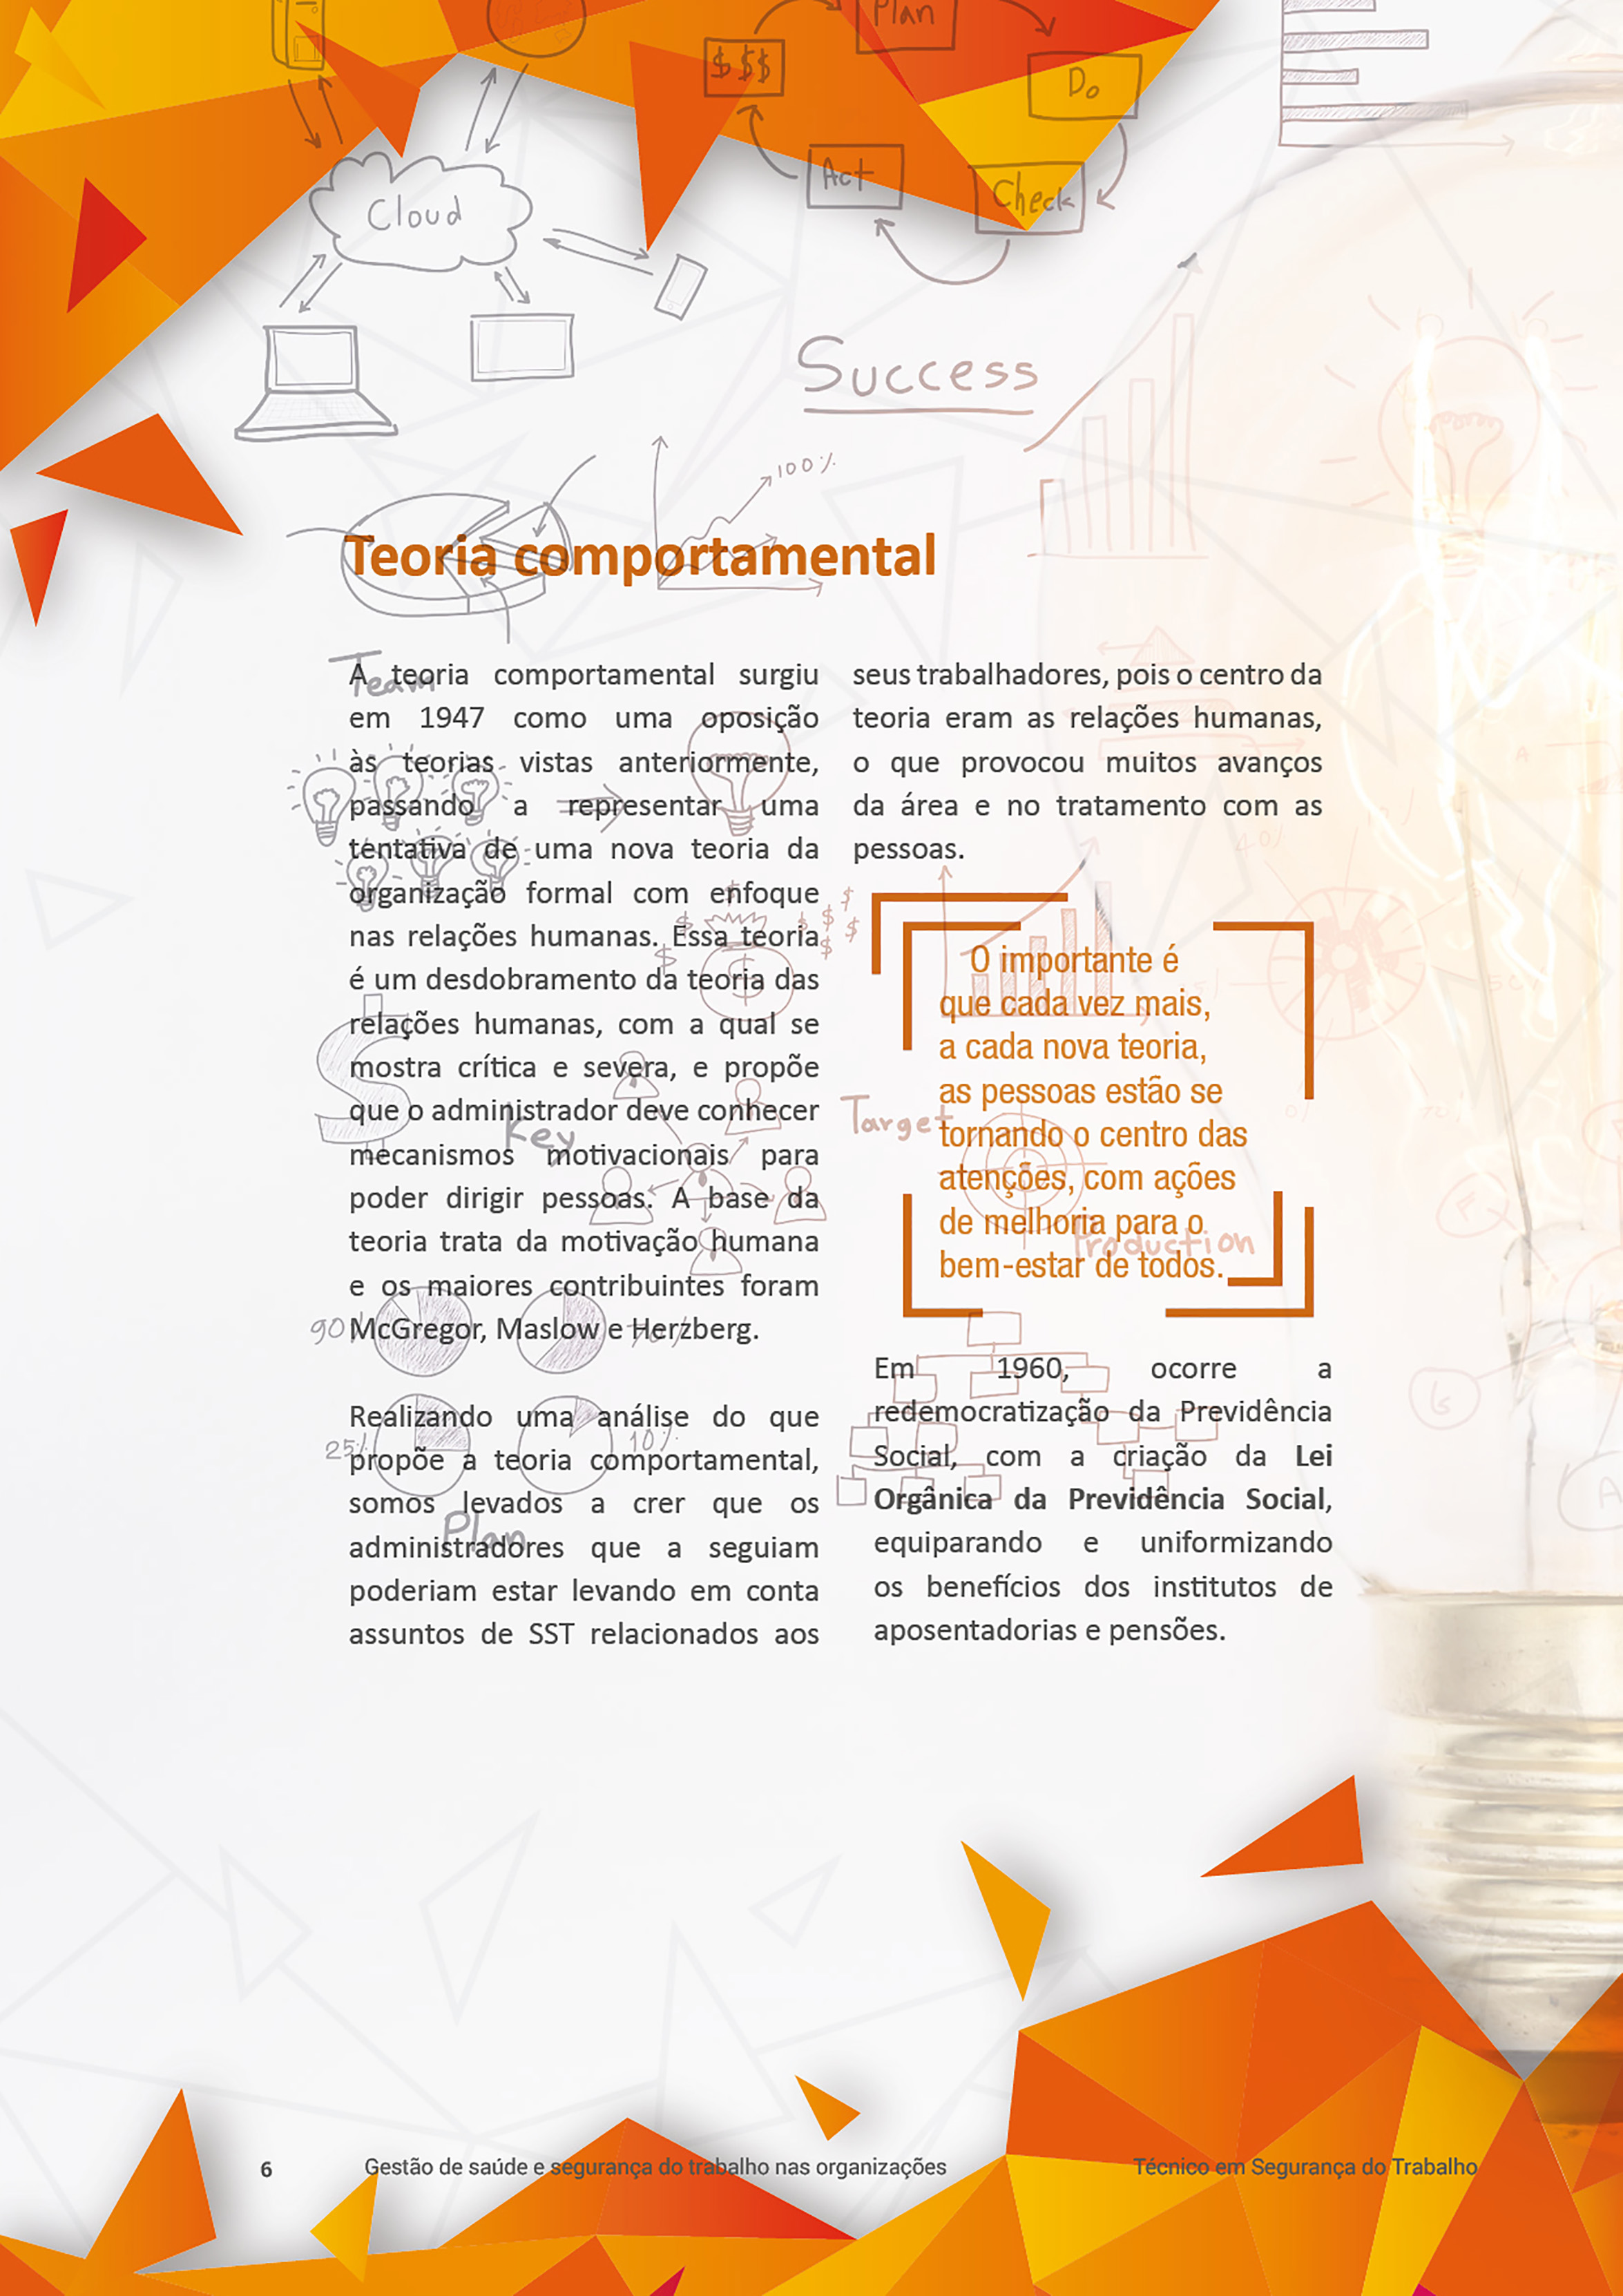 Plan
$ $$
Do
Act
Check
Cloud
Success
100%
Teoria comportamental
Team
A teoria comportamental surgiu
em 1947 como uma oposição
às teorias vistas anteriormente,
passando a representar uma
tentativa de uma nova teoria da
organização formal com enfoque
nas relações humanas. Essa teoria
é um desdobramento da teoria das
relações humanas, com a qual se
mostra crítica e severa, e propõe
que o administrador deve conhecer
mecanismos motivacionais para
poder dirigir pessoas. A base da
teoria trata da motivação humana
e os maiores contribuintes foram
McGregor, Maslow e Herzberg.
Realizando uma análise do que
propõe a teoria comportamental,
somos levados a crer que os
administradores que a seguiam
poderiam estar levando em conta
assuntos de SST relacionados aos
seus trabalhadores, pois o centro da
teoria eram as relações humanas,
o que provocou muitos avanços
da área e no tratamento com as
pessoas.
O importante é
que cada vez mais,
a cada nova teoria,
as pessoas estão se
tornando o centro das
atenções, com ações
de melhoria para o
bem-estar de todos.
Em 1960, ocorre a
redemocratização da Previdência
Social, com a criação da Lei
Orgânica da Previdência Social,
equiparando e uniformizando
os benefícios dos institutos de
aposentadorias e pensões.
Key
Target
Production
90%
70%
25%
10%
Plan
6 Gestão de saúde e segurança do trabalho nas organizações Técnico em Segurança do Trabalho